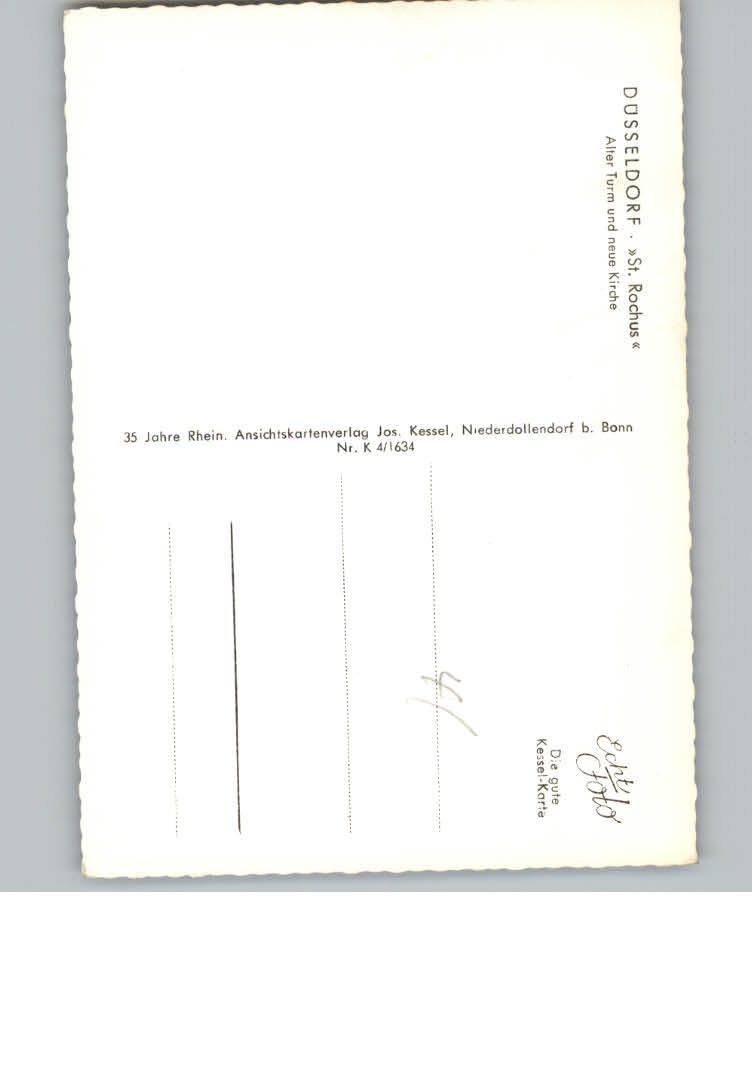 DÜSSELDORF · »St. Rochus«
Alter Turm und neue Kirche
35 Jahre Rhein. Ansichtskartenverlag Jos. Kessel, Niederdollendorf b. Bonn
Nr. K 4/1634
Echt
Foto
Die gute
Kessel-Karte
4/